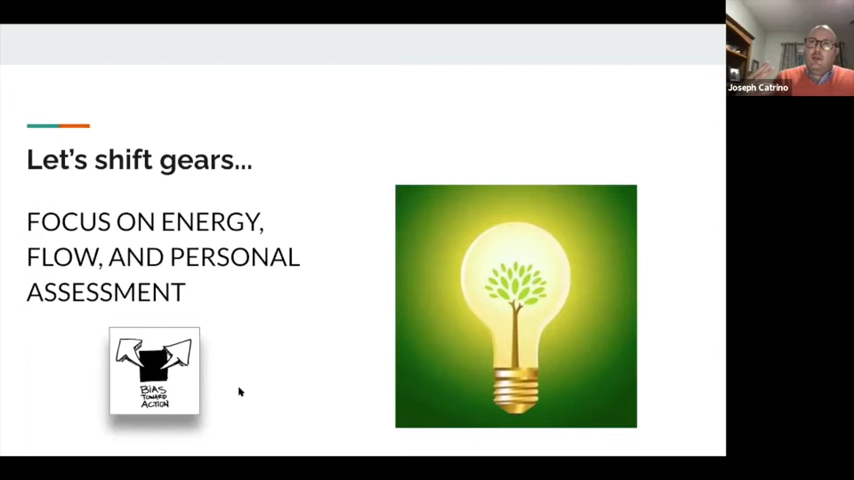 Joseph Catrino
Let's shift gears...
FOCUS ON ENERGY,
FLOW, AND PERSONAL
ASSESSMENT
BIAS
TOWARD
ACTION